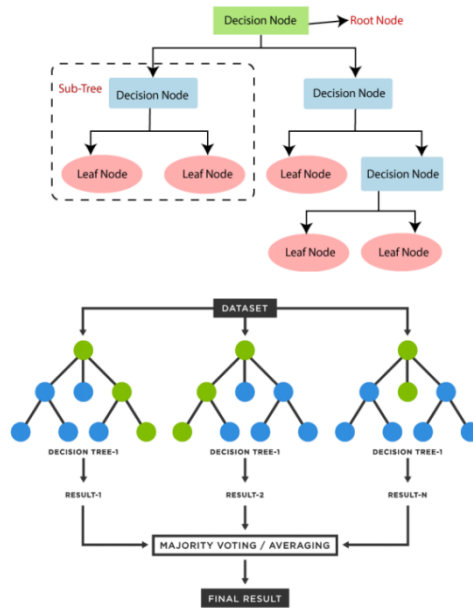 Decision Node
Root Node
Sub-Tree
Decision Node
Decision Node
Leaf Node
Leaf Node
Leaf Node
Decision Node
Leaf Node
Leaf Node
DATASET
DECISION TREE-1
DECISION TREE-1
DECISION TREE-1
RESULT-1
RESULT-2
RESULT-N
MAJORITY VOTING / AVERAGING
FINAL RESULT